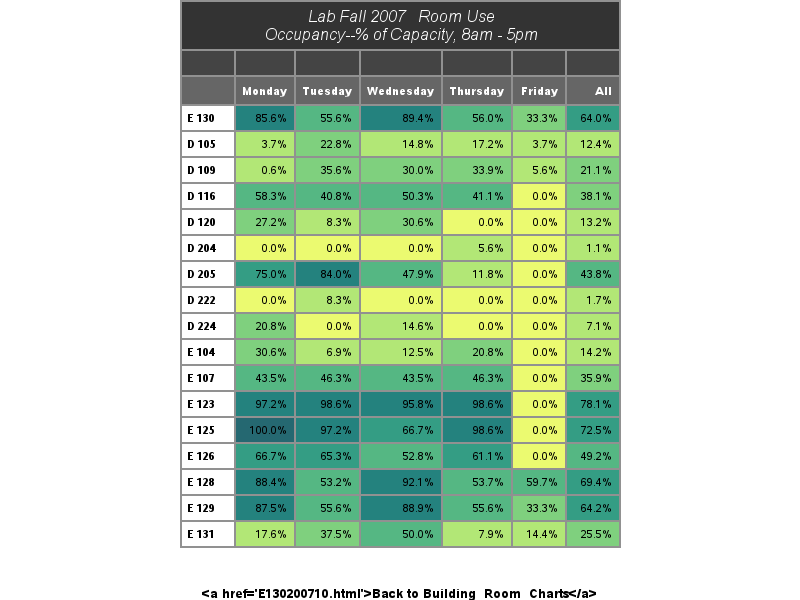 Lab Fall 2007 Room Use
Occupancy--% of Capacity, 8am - 5pm
Monday Tuesday Wednesday Thursday Friday All
E 130 85.6% 55.6% 89.4% 56.0% 33.3% 64.0%
D 105 3.7% 22.8% 14.8% 17.2% 3.7% 12.4%
D 109 0.6% 35.6% 30.0% 33.9% 5.6% 21.1%
D 116 58.3% 40.8% 50.3% 41.1% 0.0% 38.1%
D 120 27.2% 8.3% 30.6% 0.0% 0.0% 13.2%
D 204 0.0% 0.0% 0.0% 5.6% 0.0% 1.1%
D 205 75.0% 84.0% 47.9% 11.8% 0.0% 43.8%
D 222 0.0% 8.3% 0.0% 0.0% 0.0% 1.7%
D 224 20.8% 0.0% 14.6% 0.0% 0.0% 7.1%
E 104 30.6% 6.9% 12.5% 20.8% 0.0% 14.2%
E 107 43.5% 46.3% 43.5% 46.3% 0.0% 35.9%
E 123 97.2% 98.6% 95.8% 98.6% 0.0% 78.1%
E 125 100.0% 97.2% 66.7% 98.6% 0.0% 72.5%
E 126 66.7% 65.3% 52.8% 61.1% 0.0% 49.2%
E 128 88.4% 53.2% 92.1% 53.7% 59.7% 69.4%
E 129 87.5% 55.6% 88.9% 55.6% 33.3% 64.2%
E 131 17.6% 37.5% 50.0% 7.9% 14.4% 25.5%
<a href='E130200710.html'>Back to Building_Room_Charts</a>